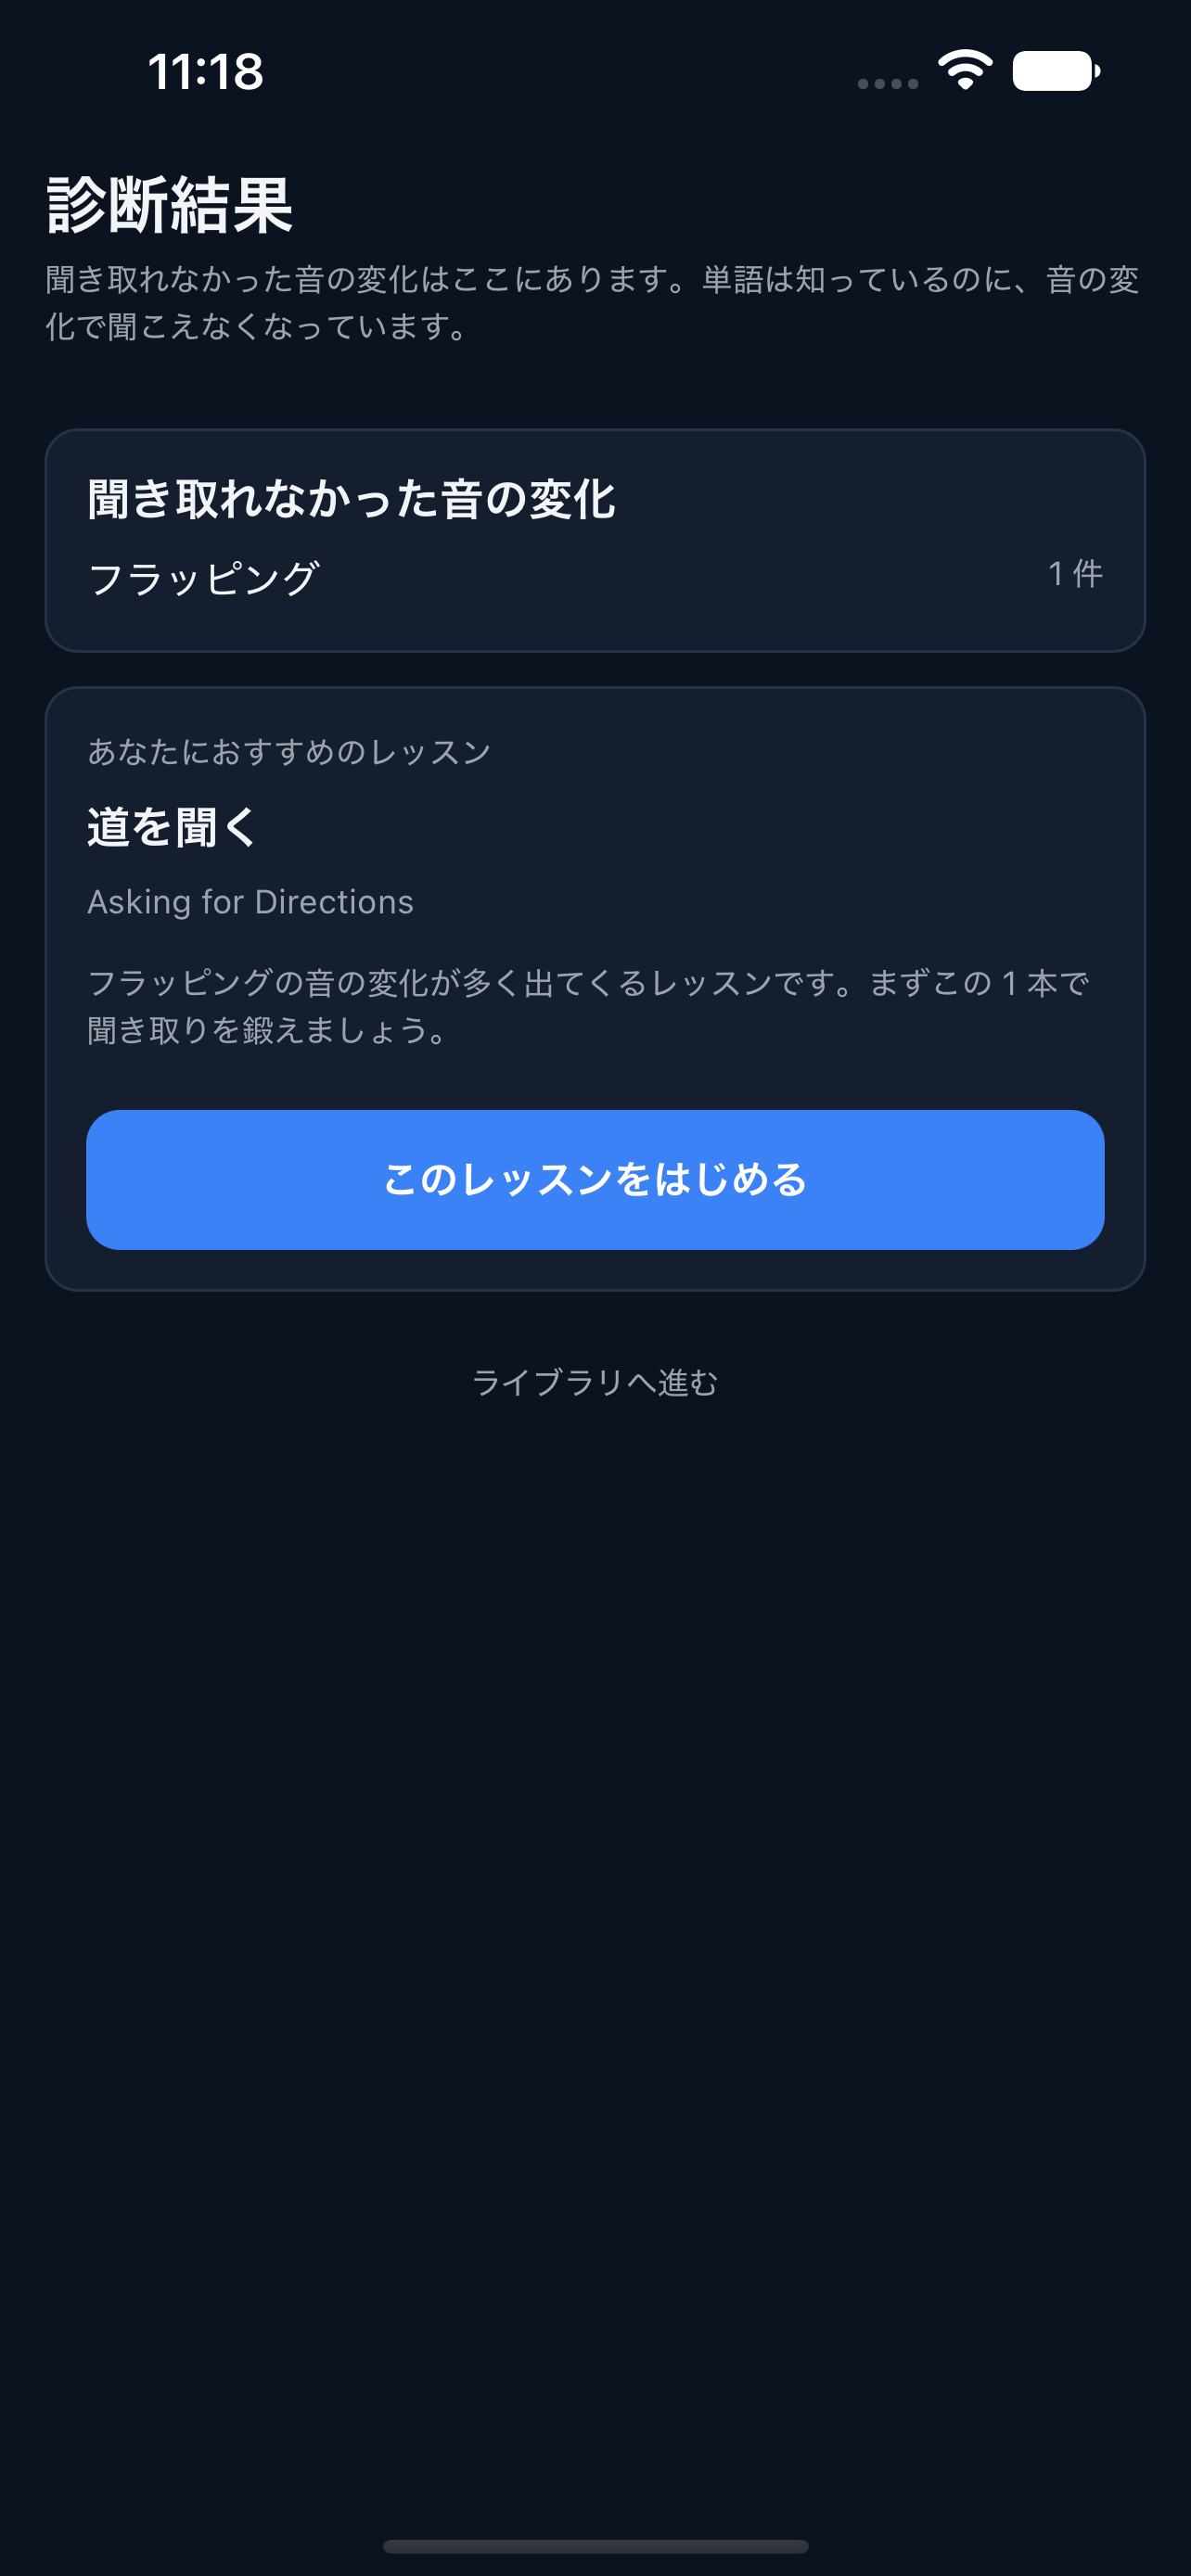 11:18
診断結果
聞き取れなかった音の変化はここにあります。単語は知っているのに、音の変
化で聞こえなくなっています。
聞き取れなかった音の変化
フラッピング 1 件
あなたにおすすめのレッスン
道を聞く
Asking for Directions
フラッピングの音の変化が多く出てくるレッスンです。まずこの 1 本で
聞き取りを鍛えましょう。
このレッスンをはじめる
ライブラリへ進む